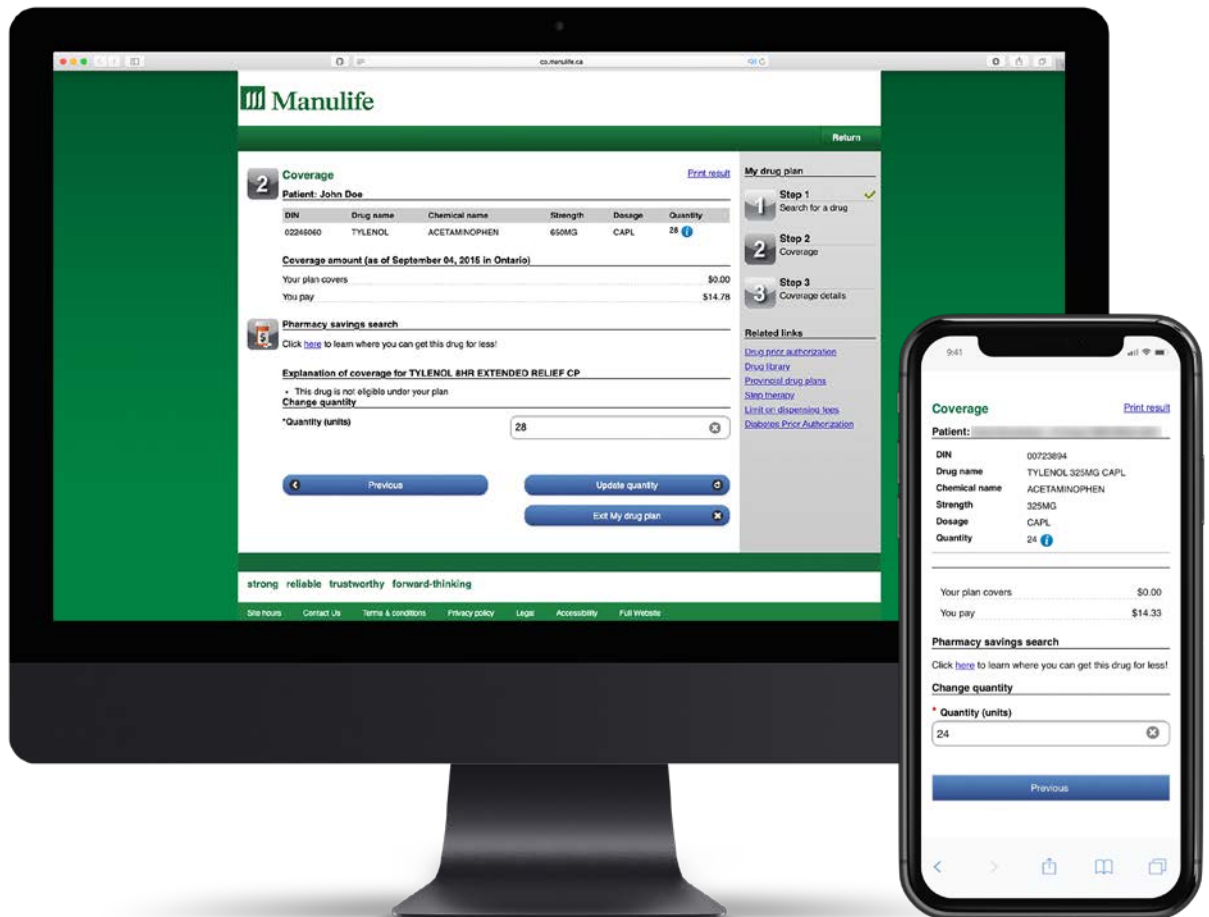 co.manulife.ca
Manulife
Return
2
Coverage
Print result
Patient: John Doe
DIN Drug name Chemical name Strength Dosage Quantity
02246060 TYLENOL ACETAMINOPHEN 650MG CAPL 28
Coverage amount (as of September 04, 2015 in Ontario)
Your plan covers $0.00
You pay $14.78
Pharmacy savings search
Click here to learn where you can get this drug for less!
Explanation of coverage for TYLENOL 8HR EXTENDED RELIEF CP
• This drug is not eligible under your plan
Change quantity
*Quantity (units) 28
Previous
Update quantity
Exit My drug plan
My drug plan
1 Step 1
Search for a drug
2 Step 2
Coverage
3 Step 3
Coverage details
Related links
Drug prior authorization
Drug library
Provincial drug plans
Step therapy
Limit on dispensing fees
Diabetes Prior Authorization
strong reliable trustworthy forward-thinking
Site hours Contact Us Terms & conditions Privacy policy Legal Accessibility Full Website
9:41
Coverage Print result
Patient:
DIN 00723894
Drug name TYLENOL 325MG CAPL
Chemical name ACETAMINOPHEN
Strength 325MG
Dosage CAPL
Quantity 24
Your plan covers $0.00
You pay $14.33
Pharmacy savings search
Click here to learn where you can get this drug for less!
Change quantity
* Quantity (units)
24
Previous